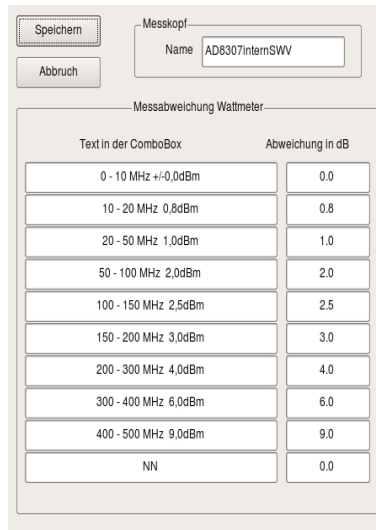 Speichern
Abbruch
Messkopf
Name AD8307internSWV
Messabweichung Wattmeter
Text in der ComboBox Abweichung in dB
0 - 10 MHz +/-0,0dBm 0.0
10 - 20 MHz 0,8dBm 0.8
20 - 50 MHz 1,0dBm 1.0
50 - 100 MHz 2,0dBm 2.0
100 - 150 MHz 2,5dBm 2.5
150 - 200 MHz 3,0dBm 3.0
200 - 300 MHz 4,0dBm 4.0
300 - 400 MHz 6,0dBm 6.0
400 - 500 MHz 9,0dBm 9.0
NN 0.0